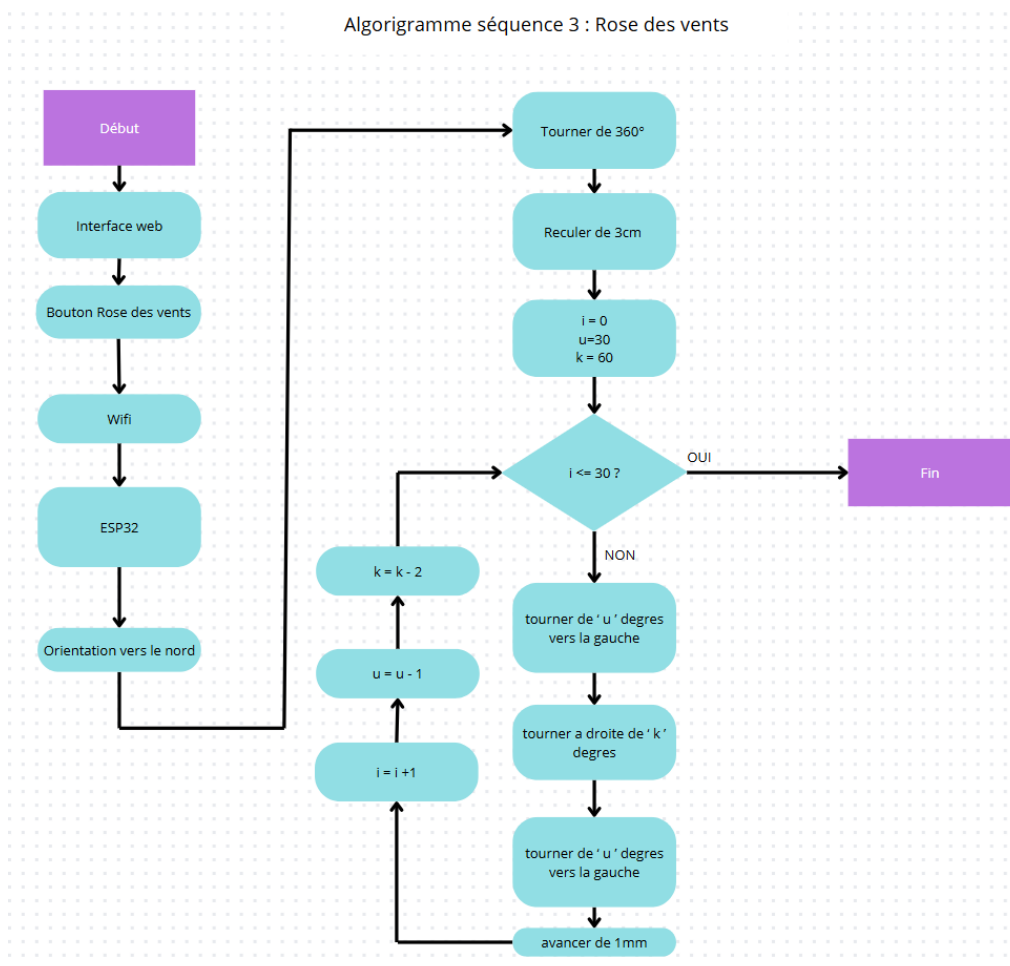 Algorigramme séquence 3 : Rose des vents
Début
Interface web
Bouton Rose des vents
Wifi
ESP32
Orientation vers le nord
Tourner de 360°
Reculer de 3cm
i = 0
u=30
k = 60
i <= 30 ?
OUI
Fin
NON
tourner de ‘ u ’ degres
vers la gauche
tourner a droite de ‘ k ’
degres
tourner de ‘ u ’ degres
vers la gauche
avancer de 1mm
i = i +1
u = u - 1
k = k - 2